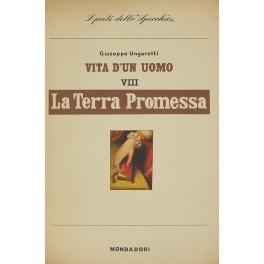 I poeti dello "Specchio"
Giuseppe Ungaretti
VITA D'UN UOMO
VIII
La Terra Promessa
MONDADORI